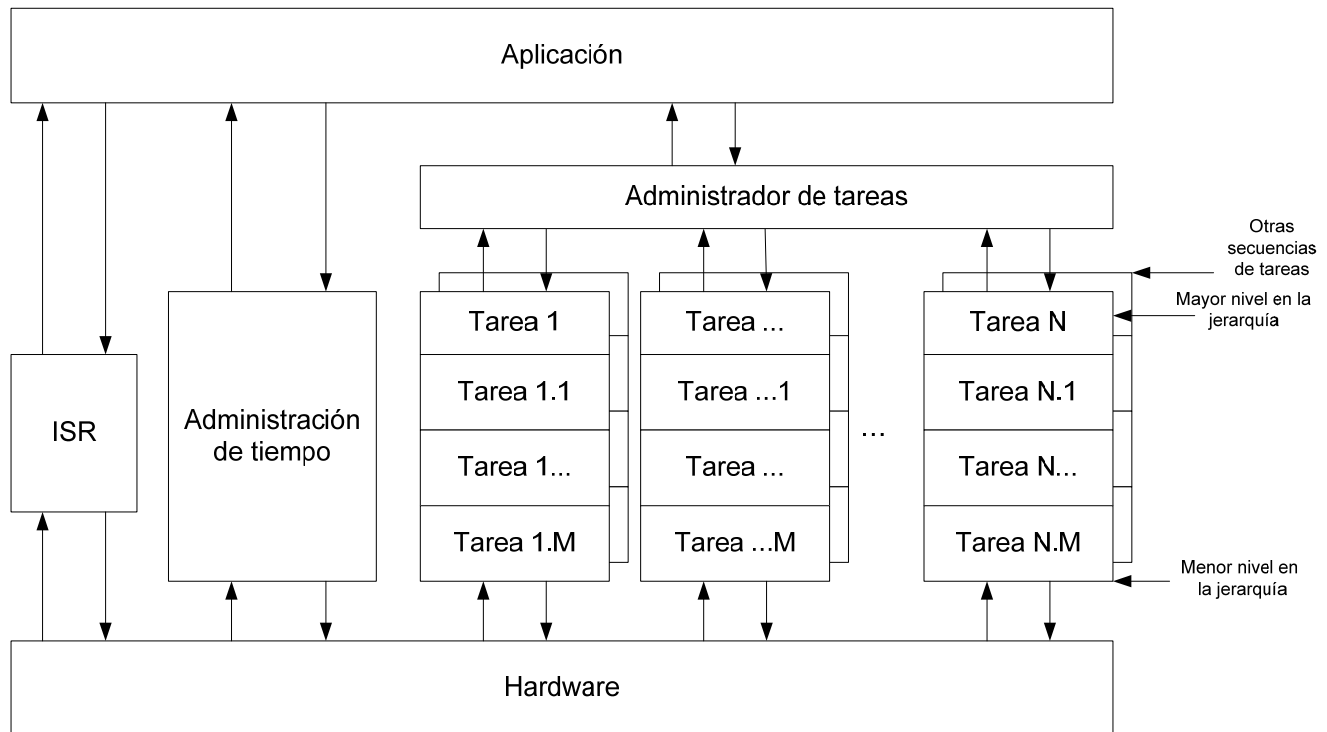 Aplicación
Administrador de tareas
Otras
secuencias
de tareas
Mayor nivel en la
jerarquía
Tarea 1
Tarea ...
Tarea N
Tarea 1.1
Tarea ...1
Tarea N.1
ISR
Administración
de tiempo
...
Tarea 1...
Tarea ...
Tarea N...
Tarea 1.M
Tarea ...M
Tarea N.M
Menor nivel en
la jerarquía
Hardware